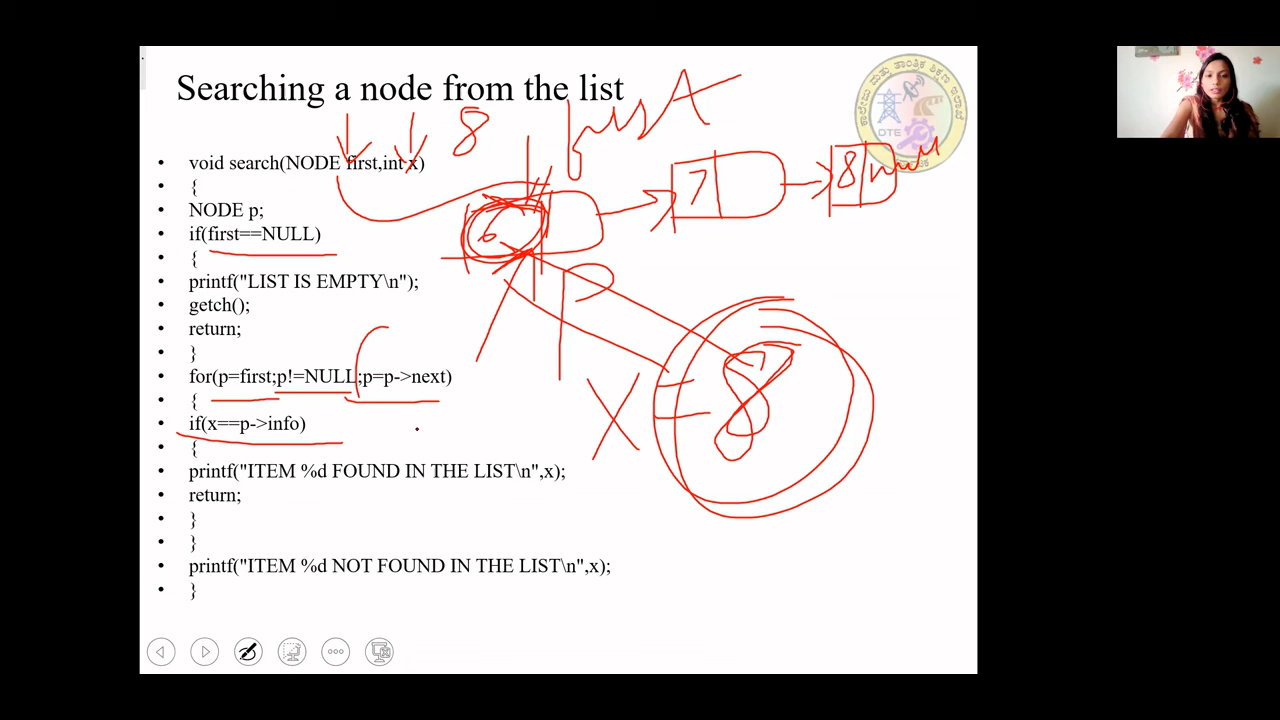 Searching a node from the list
• void search(NODE first,int x)
• {
• NODE p;
• if(first==NULL)
• {
• printf("LIST IS EMPTY\n");
• getch();
• return;
• }
• for(p=first;p!=NULL;p=p->next)
• {
• if(x==p->info)
• {
• printf("ITEM %d FOUND IN THE LIST\n",x);
• return;
• }
• }
• printf("ITEM %d NOT FOUND IN THE LIST\n",x);
• }
8 first
6 7 8 null
P
X = 8
DTE